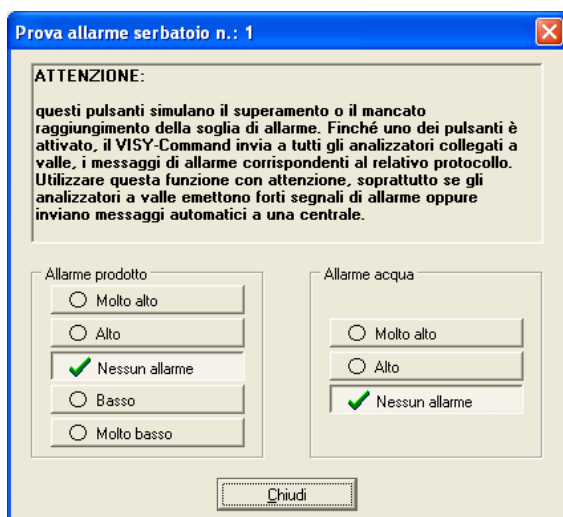 Prova allarme serbatoio n.: 1
ATTENZIONE:
questi pulsanti simulano il superamento o il mancato
raggiungimento della soglia di allarme. Finché uno dei pulsanti è
attivato, il VISY-Command invia a tutti gli analizzatori collegati a
valle, i messaggi di allarme corrispondenti al relativo protocollo.
Utilizzare questa funzione con attenzione, soprattutto se gli
analizzatori a valle emettono forti segnali di allarme oppure
inviano messaggi automatici a una centrale.
Allarme prodotto
Molto alto
Alto
Nessun allarme
Basso
Molto basso
Allarme acqua
Molto alto
Alto
Nessun allarme
Chiudi